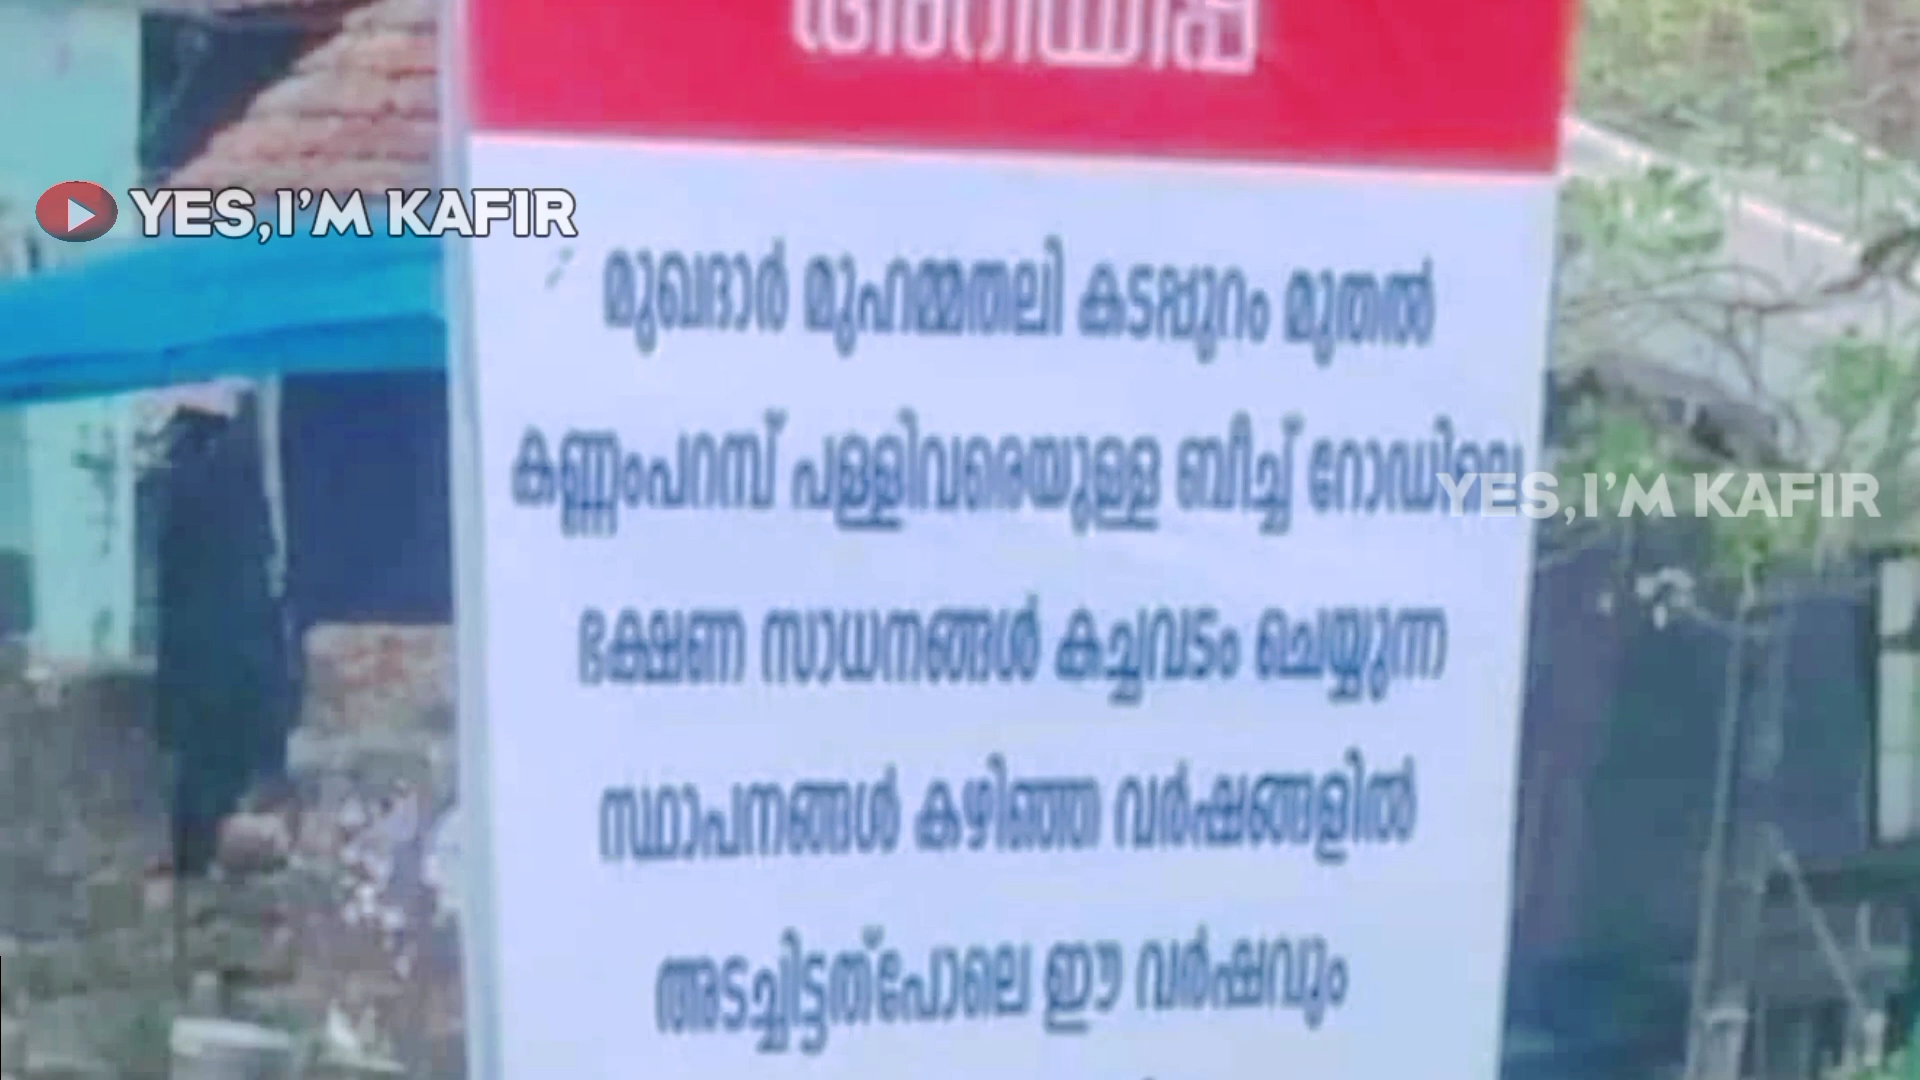 അറിയിപ്പ്
YES,I'M KAFIR
മുഖദാർ മുഹമ്മതലി കടപ്പുറം മുതൽ
കണ്ണംപറമ്പ് പള്ളിവരെയുള്ള ബീച്ച് റോഡിലെ
YES,I'M KAFIR
ഭക്ഷണ സാധനങ്ങൾ കച്ചവടം ചെയ്യുന്ന
സ്ഥാപനങ്ങൾ കഴിഞ്ഞ വർഷങ്ങളിൽ
അടച്ചിട്ടത്പോലെ ഈ വർഷവും